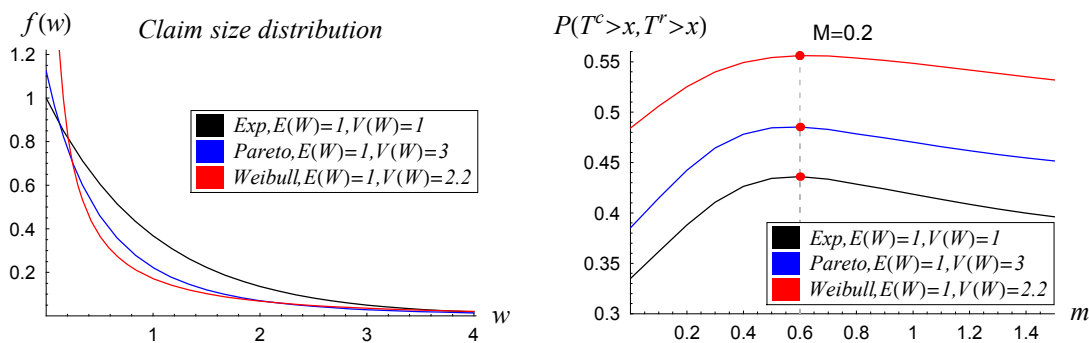 f(w)
Claim size distribution
1.2
1
0.8
0.6
0.4
0.2
Exp,E(W)=1,V(W)=1
Pareto,E(W)=1,V(W)=3
Weibull,E(W)=1,V(W)=2.2
1
2
3
4
w
P(T^c>x,T^r>x)
M=0.2
0.55
0.5
0.45
0.4
0.35
0.3
Exp,E(W)=1,V(W)=1
Pareto,E(W)=1,V(W)=3
Weibull,E(W)=1,V(W)=2.2
0.2
0.4
0.6
0.8
1
1.2
1.4
m